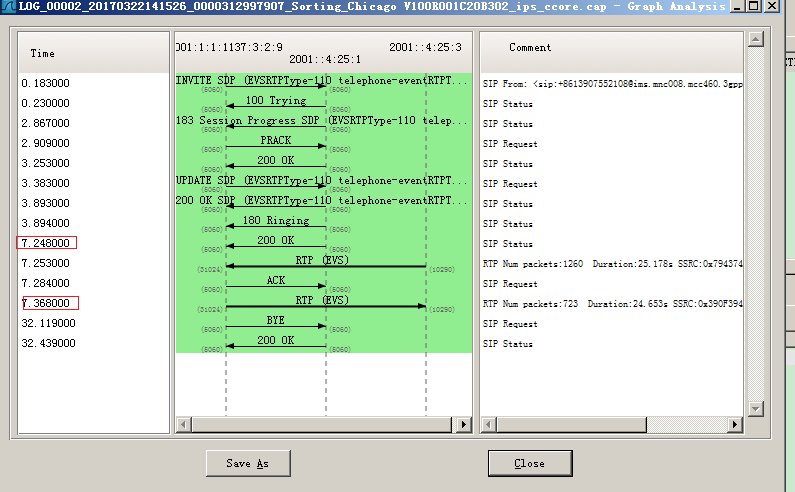 LOG_00002_20170322141526_0000312997907_Sorting_Chicago V100R001C20B302_ips_ccore.cap - Graph Analysis
Time
001:1:1:1137:3:2:9
2001::4:25:3
2001::4:25:1
Comment
0.183000
INVITE SDP (EVSRTPType-110 telephone-eventRTPT...
(5060)
(5060)
SIP From: <sip:+8613907552108@ims.mnc008.mcc460.3gpp
0.230000
100 Trying
(5060)
(5060)
SIP Status
2.867000
183 Session Progress SDP (EVSRTPType-110 telep...
(5060)
(5060)
SIP Status
2.909000
PRACK
(5060)
(5060)
SIP Request
3.253000
200 OK
(5060)
(5060)
SIP Status
3.383000
UPDATE SDP (EVSRTPType-110 telephone-eventRTPT...
(5060)
(5060)
SIP Request
3.893000
200 OK SDP (EVSRTPType-110 telephone-eventRTPT...
(5060)
(5060)
SIP Status
3.894000
180 Ringing
(5060)
(5060)
SIP Status
7.248000
200 OK
(5060)
(5060)
SIP Status
7.253000
RTP (EVS)
(31024)
(10290)
RTP Num packets:1260 Duration:25.178s SSRC:0x794374
7.284000
ACK
(5060)
(5060)
SIP Request
7.368000
RTP (EVS)
(31024)
(10290)
RTP Num packets:723 Duration:24.653s SSRC:0x390F394
32.119000
BYE
(5060)
(5060)
SIP Request
32.439000
200 OK
(5060)
(5060)
SIP Status
Save As
Close